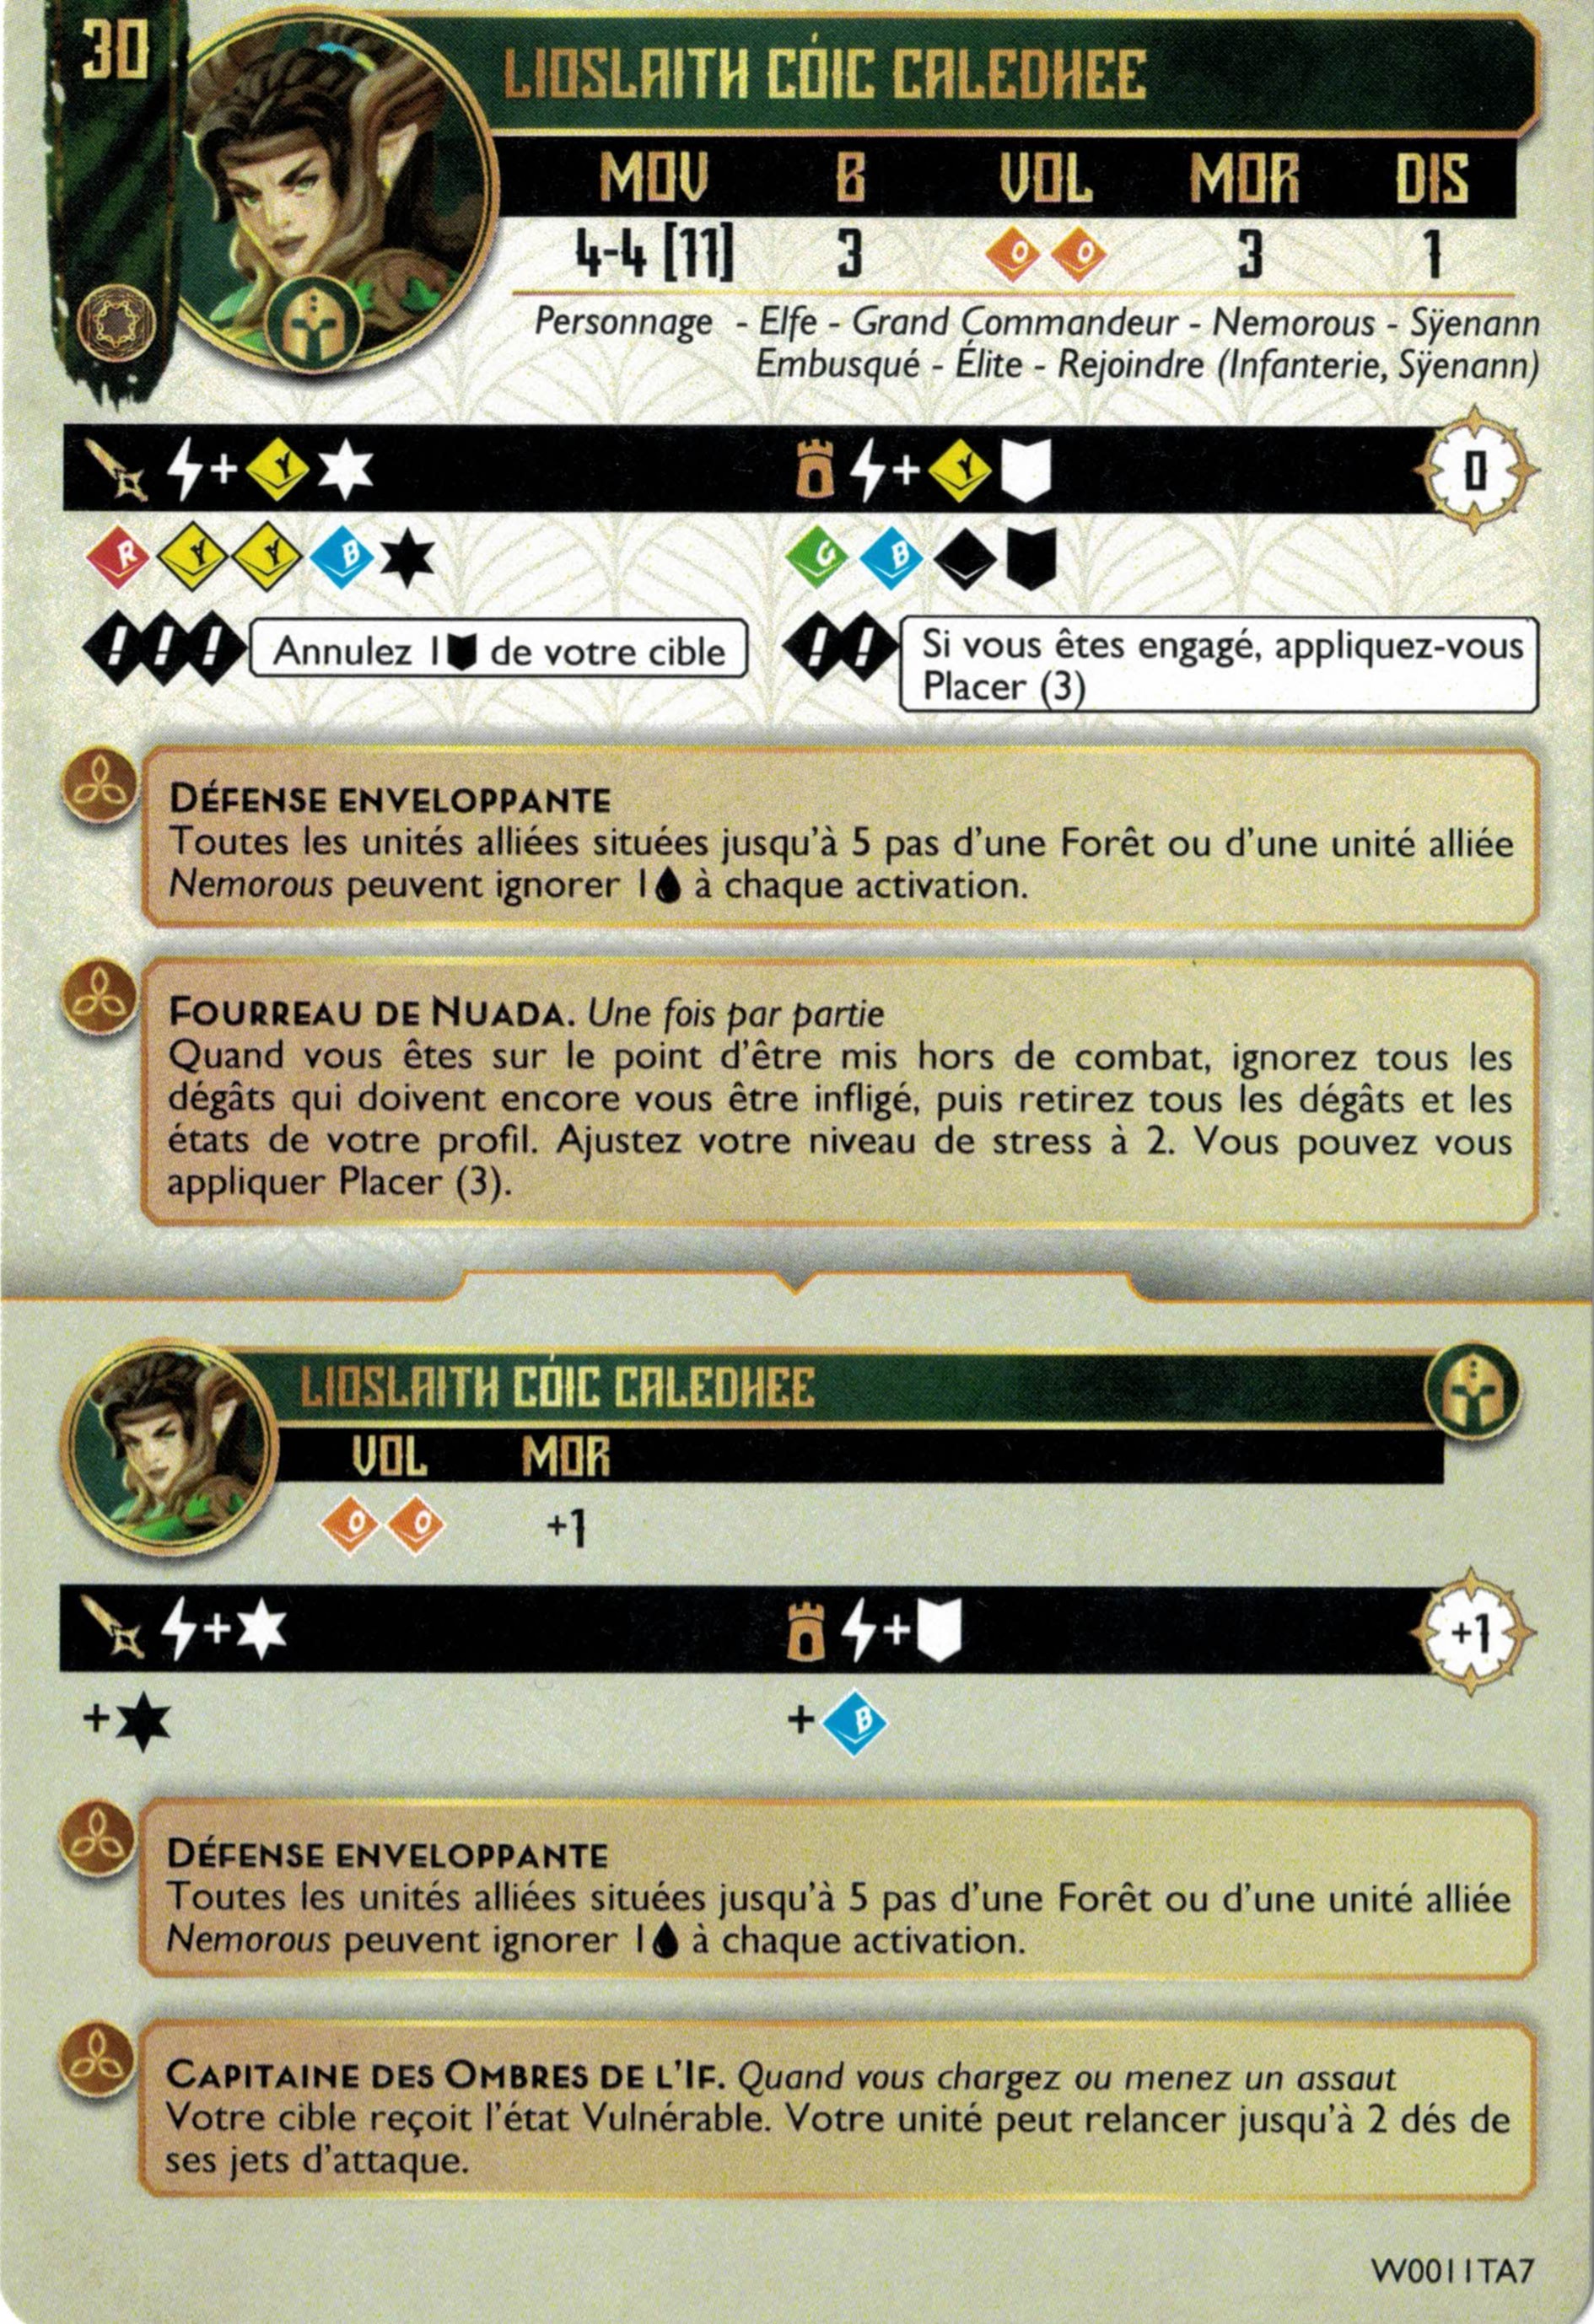 30
LIOSLAITH CÓIC CALEDHEE
MOV B VOL MOR DIS
4-4 [11] 3 O O 3 1
Personnage - Elfe - Grand Commandeur - Nemorous - Sÿenann
Embusqué - Élite - Rejoindre (Infanterie, Sÿenann)
+ Y + Y 0
R Y Y B G B
! ! ! Annulez 1 de votre cible
! ! Si vous êtes engagé, appliquez-vous
Placer (3)
DÉFENSE ENVELOPPANTE
Toutes les unités alliées situées jusqu'à 5 pas d'une Forêt ou d'une unité alliée
Nemorous peuvent ignorer 1 à chaque activation.
FOURREAU DE NUADA. Une fois par partie
Quand vous êtes sur le point d'être mis hors de combat, ignorez tous les
dégâts qui doivent encore vous être infligé, puis retirez tous les dégâts et les
états de votre profil. Ajustez votre niveau de stress à 2. Vous pouvez vous
appliquer Placer (3).
LIOSLAITH CÓIC CALEDHEE
VOL MOR
O O +1
+ + +1
+ + B
DÉFENSE ENVELOPPANTE
Toutes les unités alliées situées jusqu'à 5 pas d'une Forêt ou d'une unité alliée
Nemorous peuvent ignorer 1 à chaque activation.
CAPITAINE DES OMBRES DE L'IF. Quand vous chargez ou menez un assaut
Votre cible reçoit l'état Vulnérable. Votre unité peut relancer jusqu'à 2 dés de
ses jets d'attaque.
W0011TA7